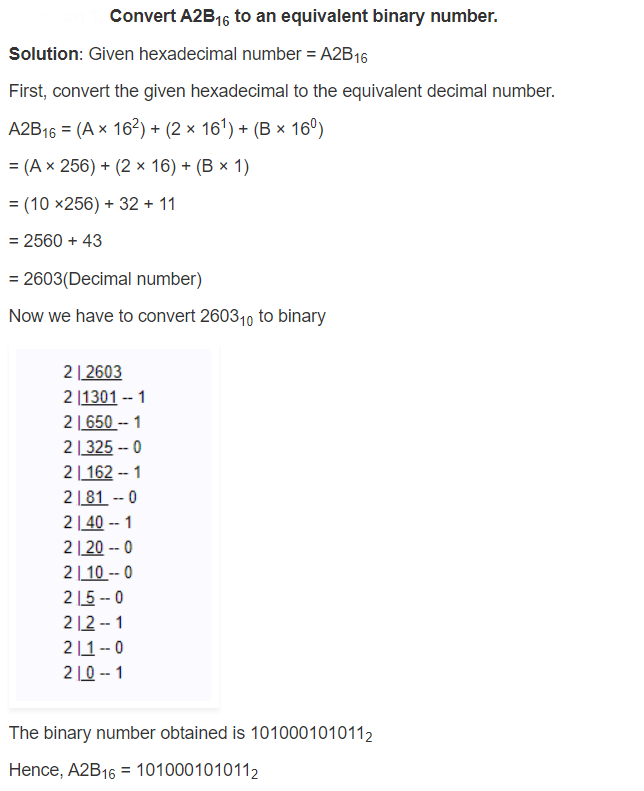 Convert A2B₁₆ to an equivalent binary number.
Solution: Given hexadecimal number = A2B₁₆
First, convert the given hexadecimal to the equivalent decimal number.
A2B₁₆ = (A × 16²) + (2 × 16¹) + (B × 16⁰)
= (A × 256) + (2 × 16) + (B × 1)
= (10 ×256) + 32 + 11
= 2560 + 43
= 2603(Decimal number)
Now we have to convert 2603₁₀ to binary
2 | 2603
2 |1301 -- 1
2 | 650 -- 1
2 | 325 -- 0
2 | 162 -- 1
2 | 81 -- 0
2 | 40 -- 1
2 | 20 -- 0
2 | 10 -- 0
2 | 5 -- 0
2 | 2 -- 1
2 | 1 -- 0
2 | 0 -- 1
The binary number obtained is 101000101011₂
Hence, A2B₁₆ = 101000101011₂